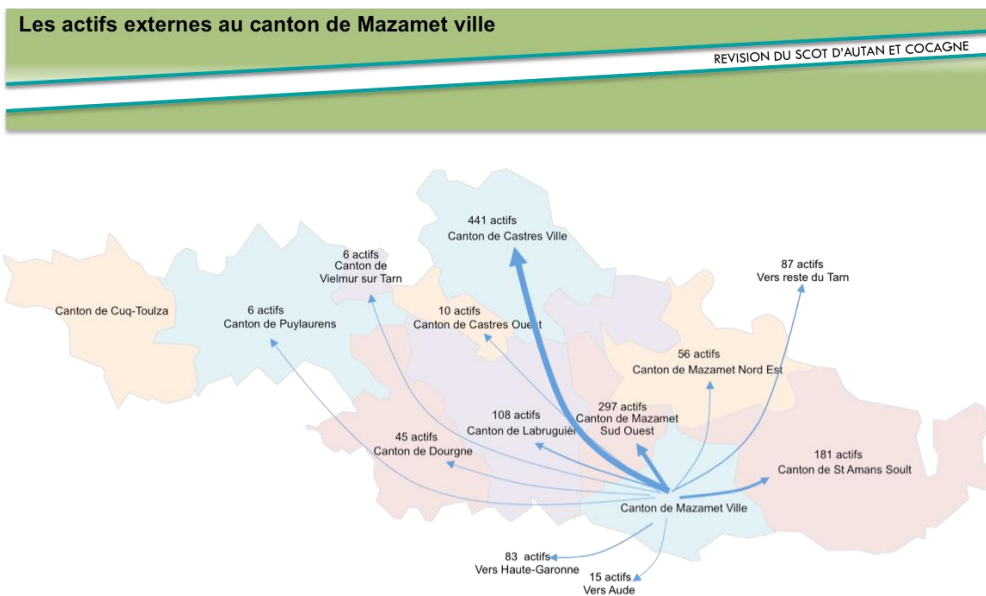 Les actifs externes au canton de Mazamet ville
REVISION DU SCOT D'AUTAN ET COCAGNE
441 actifs
Canton de Castres Ville
6 actifs
Canton de
Vielmur sur Tarn
87 actifs
Vers reste du Tarn
Canton de Cuq-Toulza
6 actifs
Canton de Puylaurens
10 actifs
Canton de Castres Ouest
56 actifs
Canton de Mazamet Nord Est
108 actifs
Canton de Labruguièr
297 actifs
Canton de Mazamet
Sud Ouest
45 actifs
Canton de Dourgne
181 actifs
Canton de St Amans Soult
Canton de Mazamet Ville
83 actifs
Vers Haute-Garonne
15 actifs
Vers Aude